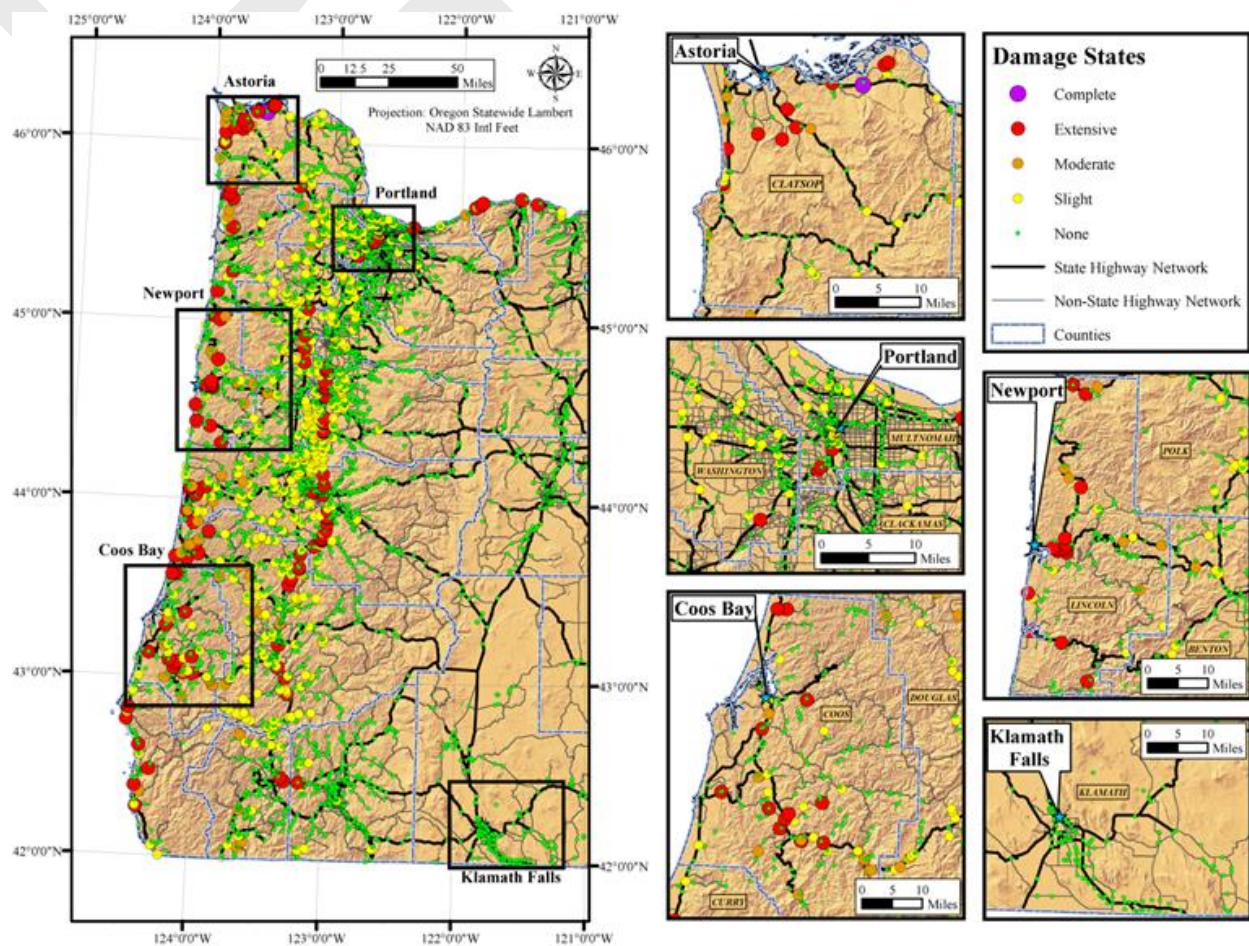 125°0'0"W
124°0'0"W
123°0'0"W
122°0'0"W
121°0'0"W
Astoria
0 12.5 25 50
Miles
N
W
E
S
Projection: Oregon Statewide Lambert
NAD 83 Intl Feet
46°0'0"N
46°0'0"N
Portland
Newport
45°0'0"N
45°0'0"N
44°0'0"N
44°0'0"N
Coos Bay
43°0'0"N
43°0'0"N
42°0'0"N
42°0'0"N
Klamath Falls
124°0'0"W
123°0'0"W
122°0'0"W
121°0'0"W
Astoria
CLATSOP
0 5 10
Miles
Portland
MULTNOMAH
WASHINGTON
CLACKAMAS
0 5 10
Miles
Coos Bay
DOUGLAS
COOS
CURRY
0 5 10
Miles
Damage States
Complete
Extensive
Moderate
Slight
None
State Highway Network
Non-State Highway Network
Counties
Newport
POLK
LINCOLN
BENTON
0 5 10
Miles
Klamath
Falls
0 5 10
Miles
KLAMATH